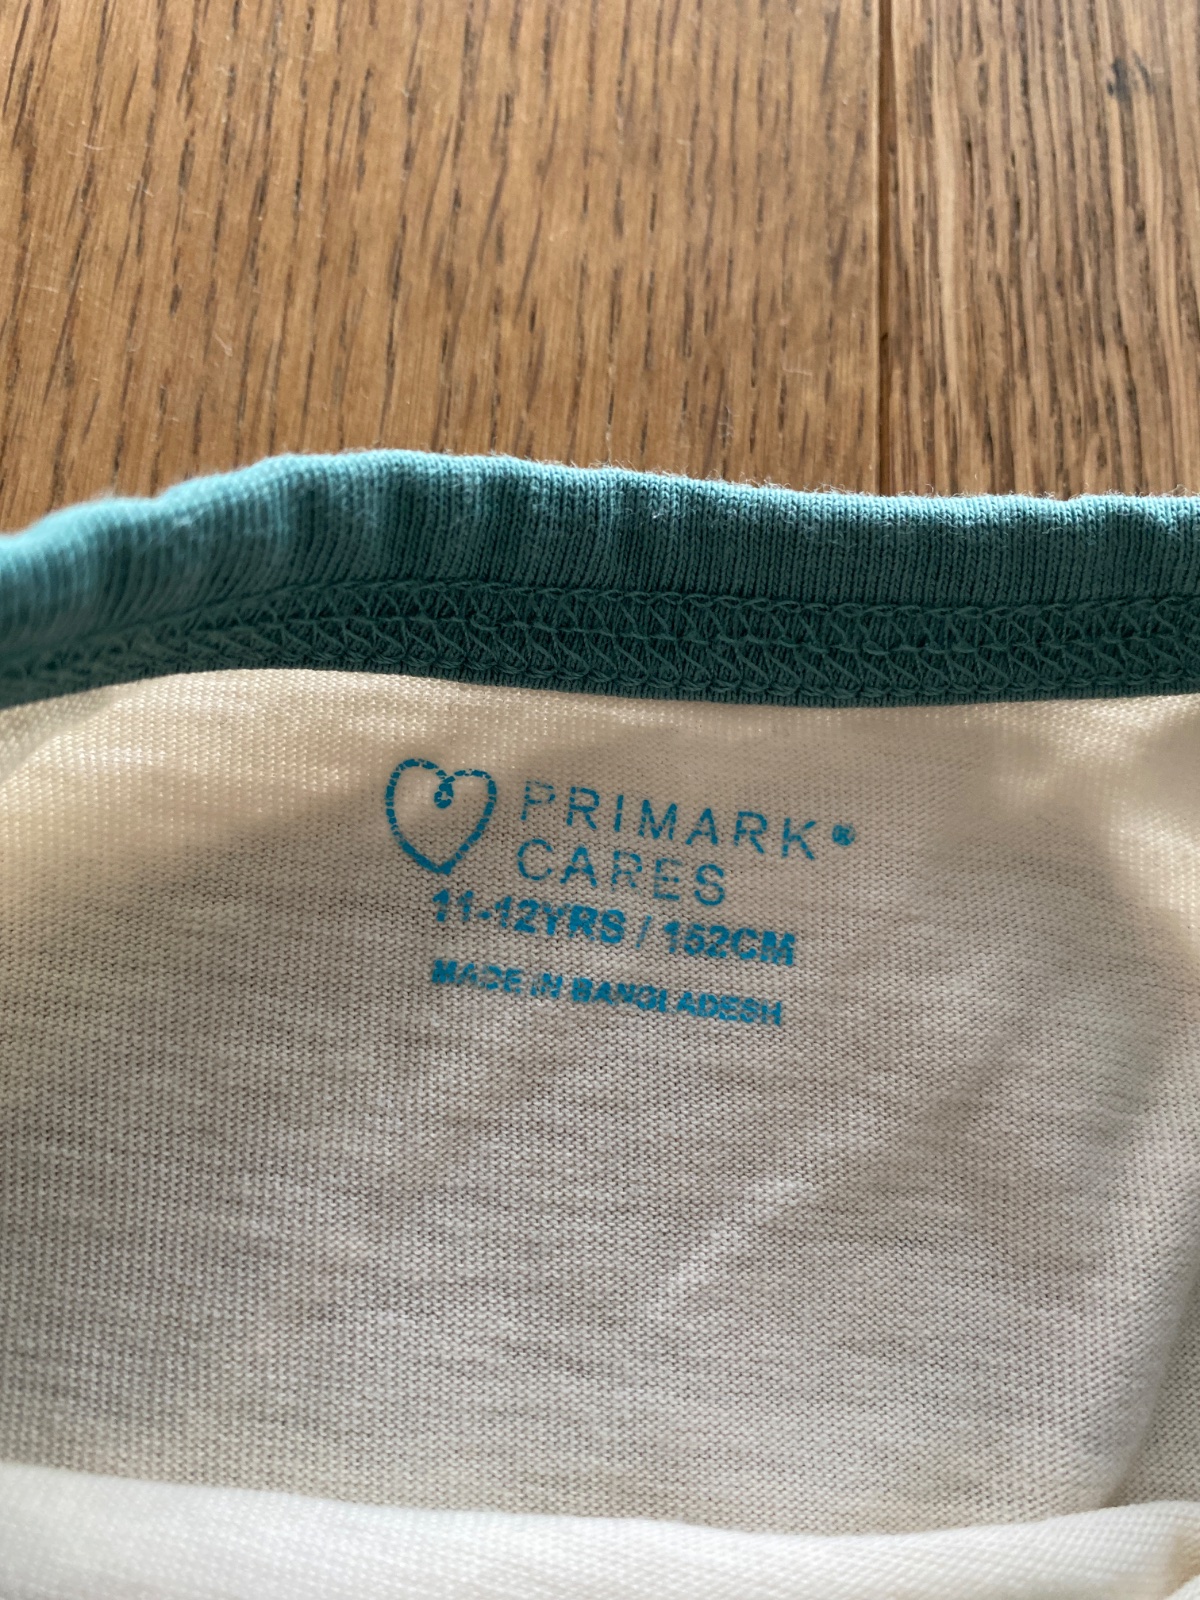 PRIMARK®
CARES
11-12YRS / 152CM
MADE IN BANGLADESH